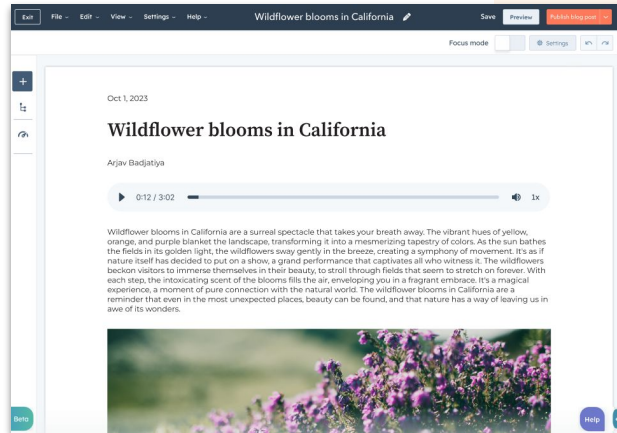 Exit File Edit View Settings Help Wildflower blooms in California Save Preview Publish blog post
Focus mode Settings
Oct 1, 2023
Wildflower blooms in California
Arjav Badjatiya
0:12 / 3:02 1x
Wildflower blooms in California are a surreal spectacle that takes your breath away. The vibrant hues of yellow,
orange, and purple blanket the landscape, transforming it into a mesmerizing tapestry of colors. As the sun bathes
the fields in its golden light, the wildflowers sway gently in the breeze, creating a symphony of movement. It's as if
nature itself has decided to put on a show, a grand performance that captivates all who witness it. The wildflowers
beckon visitors to immerse themselves in their beauty, to stroll through fields that seem to stretch on forever. With
each step, the intoxicating scent of the blooms fills the air, enveloping you in a fragrant embrace. It's a magical
experience, a moment of pure connection with the natural world. The wildflower blooms in California are a
reminder that even in the most unexpected places, beauty can be found, and that nature has a way of leaving us in
awe of its wonders.
Beta Help